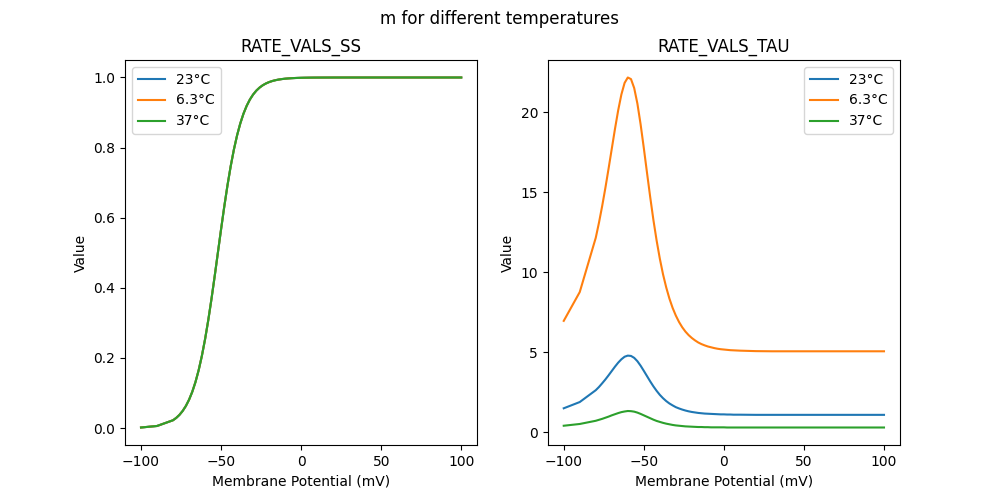 m for different temperatures
RATE_VALS_SS
23°C
6.3°C
37°C
1.0
0.8
0.6
0.4
0.2
0.0
Value
−100
−50
0
50
100
Membrane Potential (mV)
RATE_VALS_TAU
23°C
6.3°C
37°C
20
15
10
5
0
Value
−100
−50
0
50
100
Membrane Potential (mV)